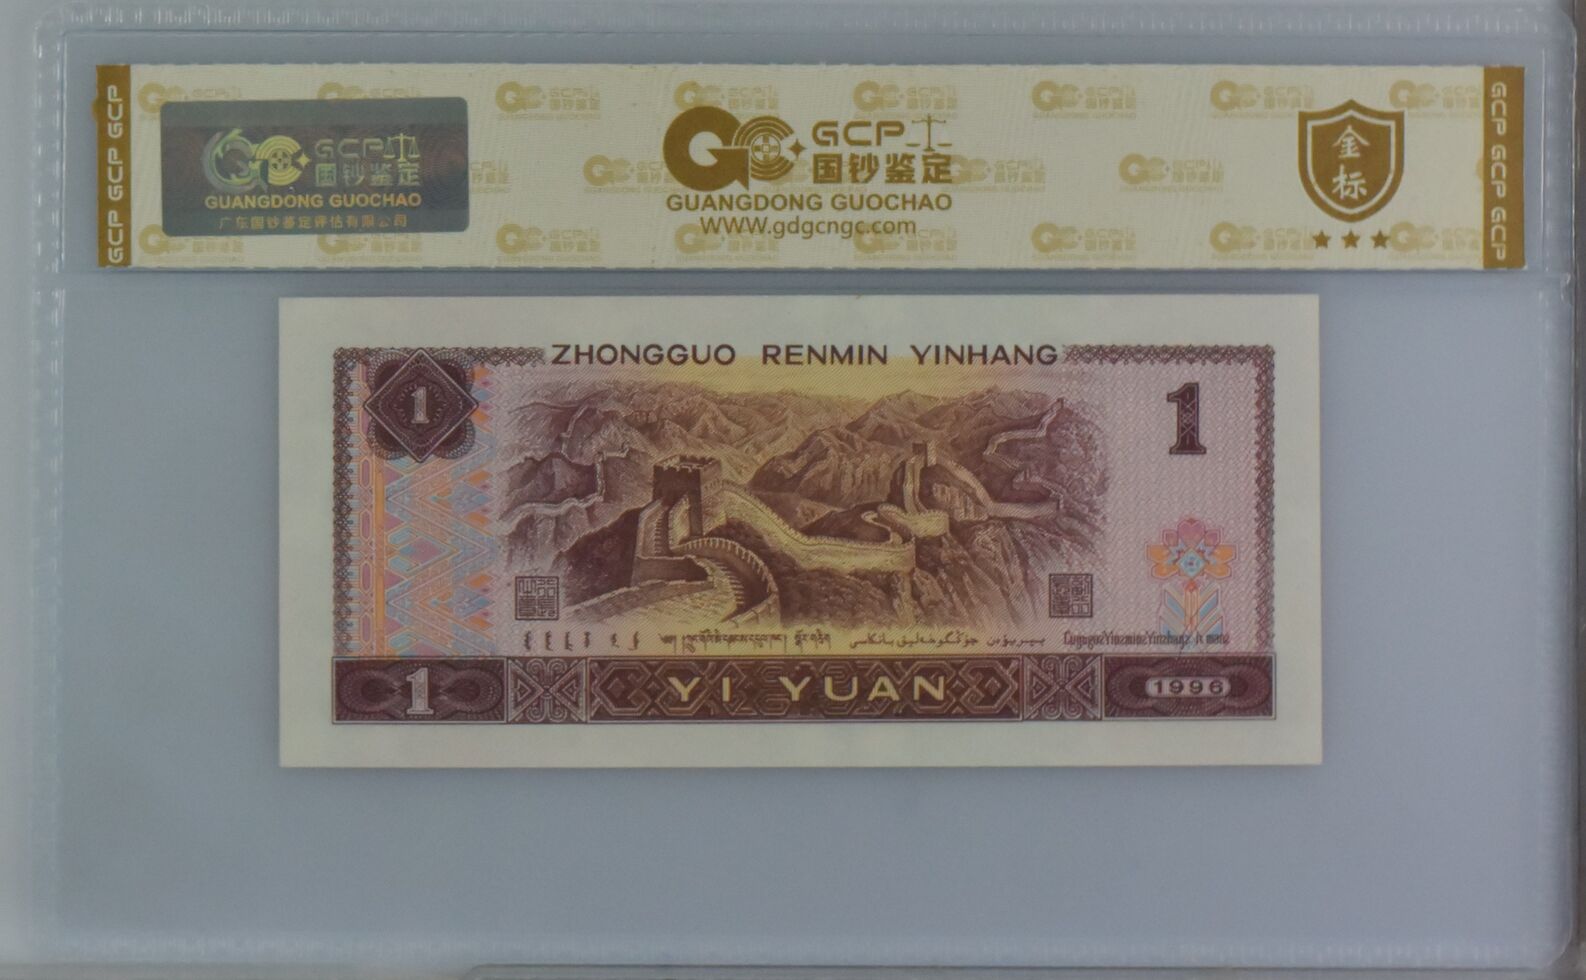 GCP GCP GCP
GCP
国钞鉴定
GUANGDONG GUOCHAO
广东国钞鉴定评估有限公司
GCP
国钞鉴定
GUANGDONG GUOCHAO
WWW.gdgcngc.com
金
标
GCP GCP GCP
ZHONGGUO RENMIN YINHANG
1
1
1
YI YUAN
1996